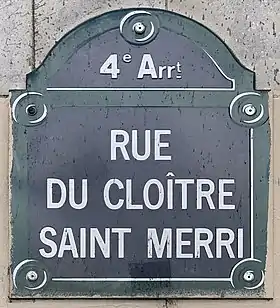 4e Arrt
RUE
DU CLOÎTRE
SAINT MERRI